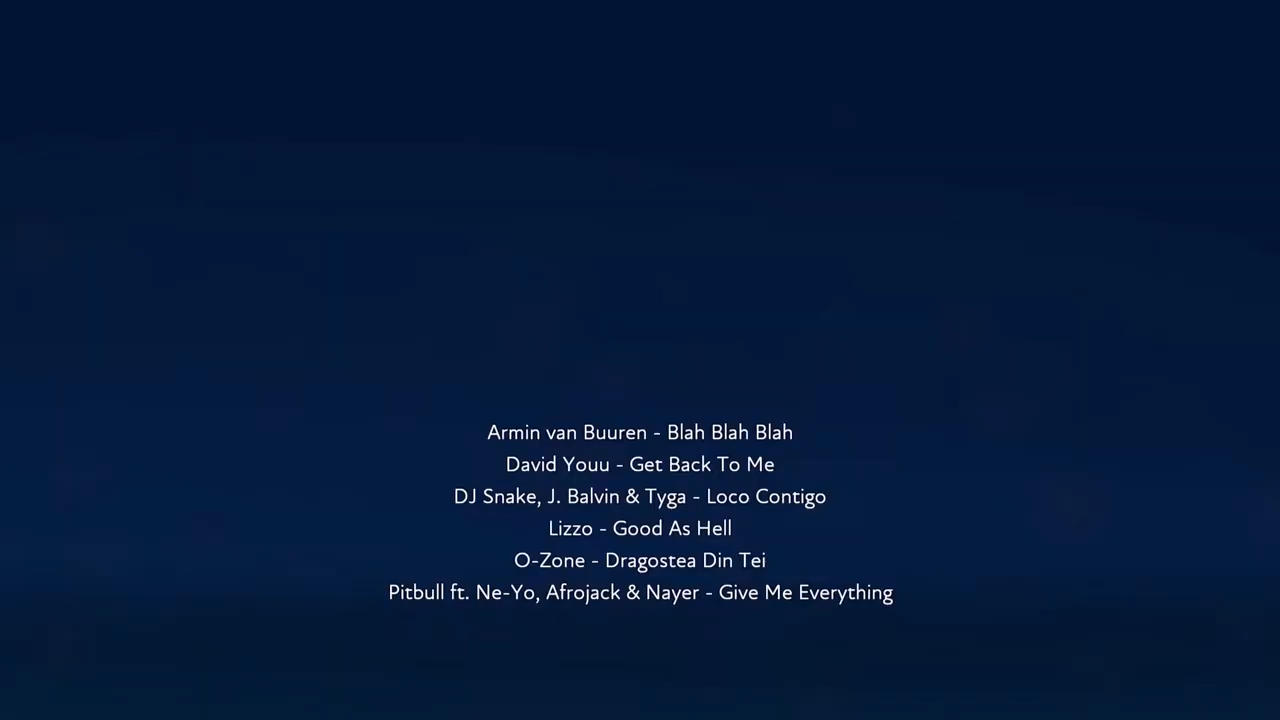 Armin van Buuren - Blah Blah Blah
David Youu - Get Back To Me
DJ Snake, J. Balvin & Tyga - Loco Contigo
Lizzo - Good As Hell
O-Zone - Dragostea Din Tei
Pitbull ft. Ne-Yo, Afrojack & Nayer - Give Me Everything